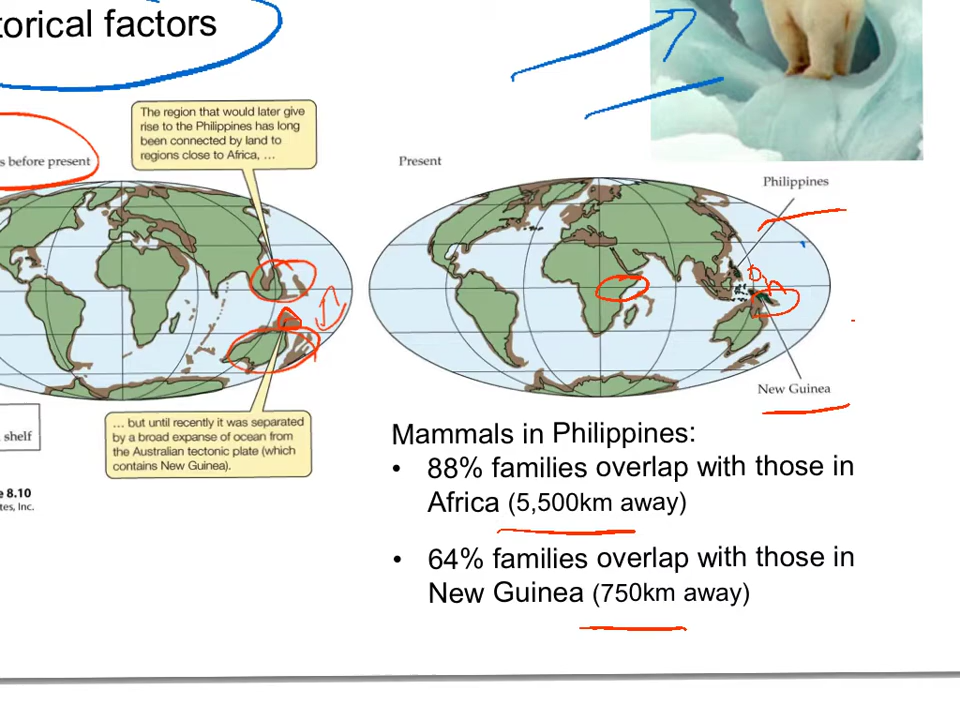 torical factors
The region that would later give
rise to the Philippines has long
been connected by land to
regions close to Africa, ...
s before present
Present
Philippines
New Guinea
... but until recently it was separated
by a broad expanse of ocean from
the Australian tectonic plate (which
contains New Guinea).
shelf
e 8.10
tes, Inc.
Mammals in Philippines:
• 88% families overlap with those in
Africa (5,500km away)
• 64% families overlap with those in
New Guinea (750km away)